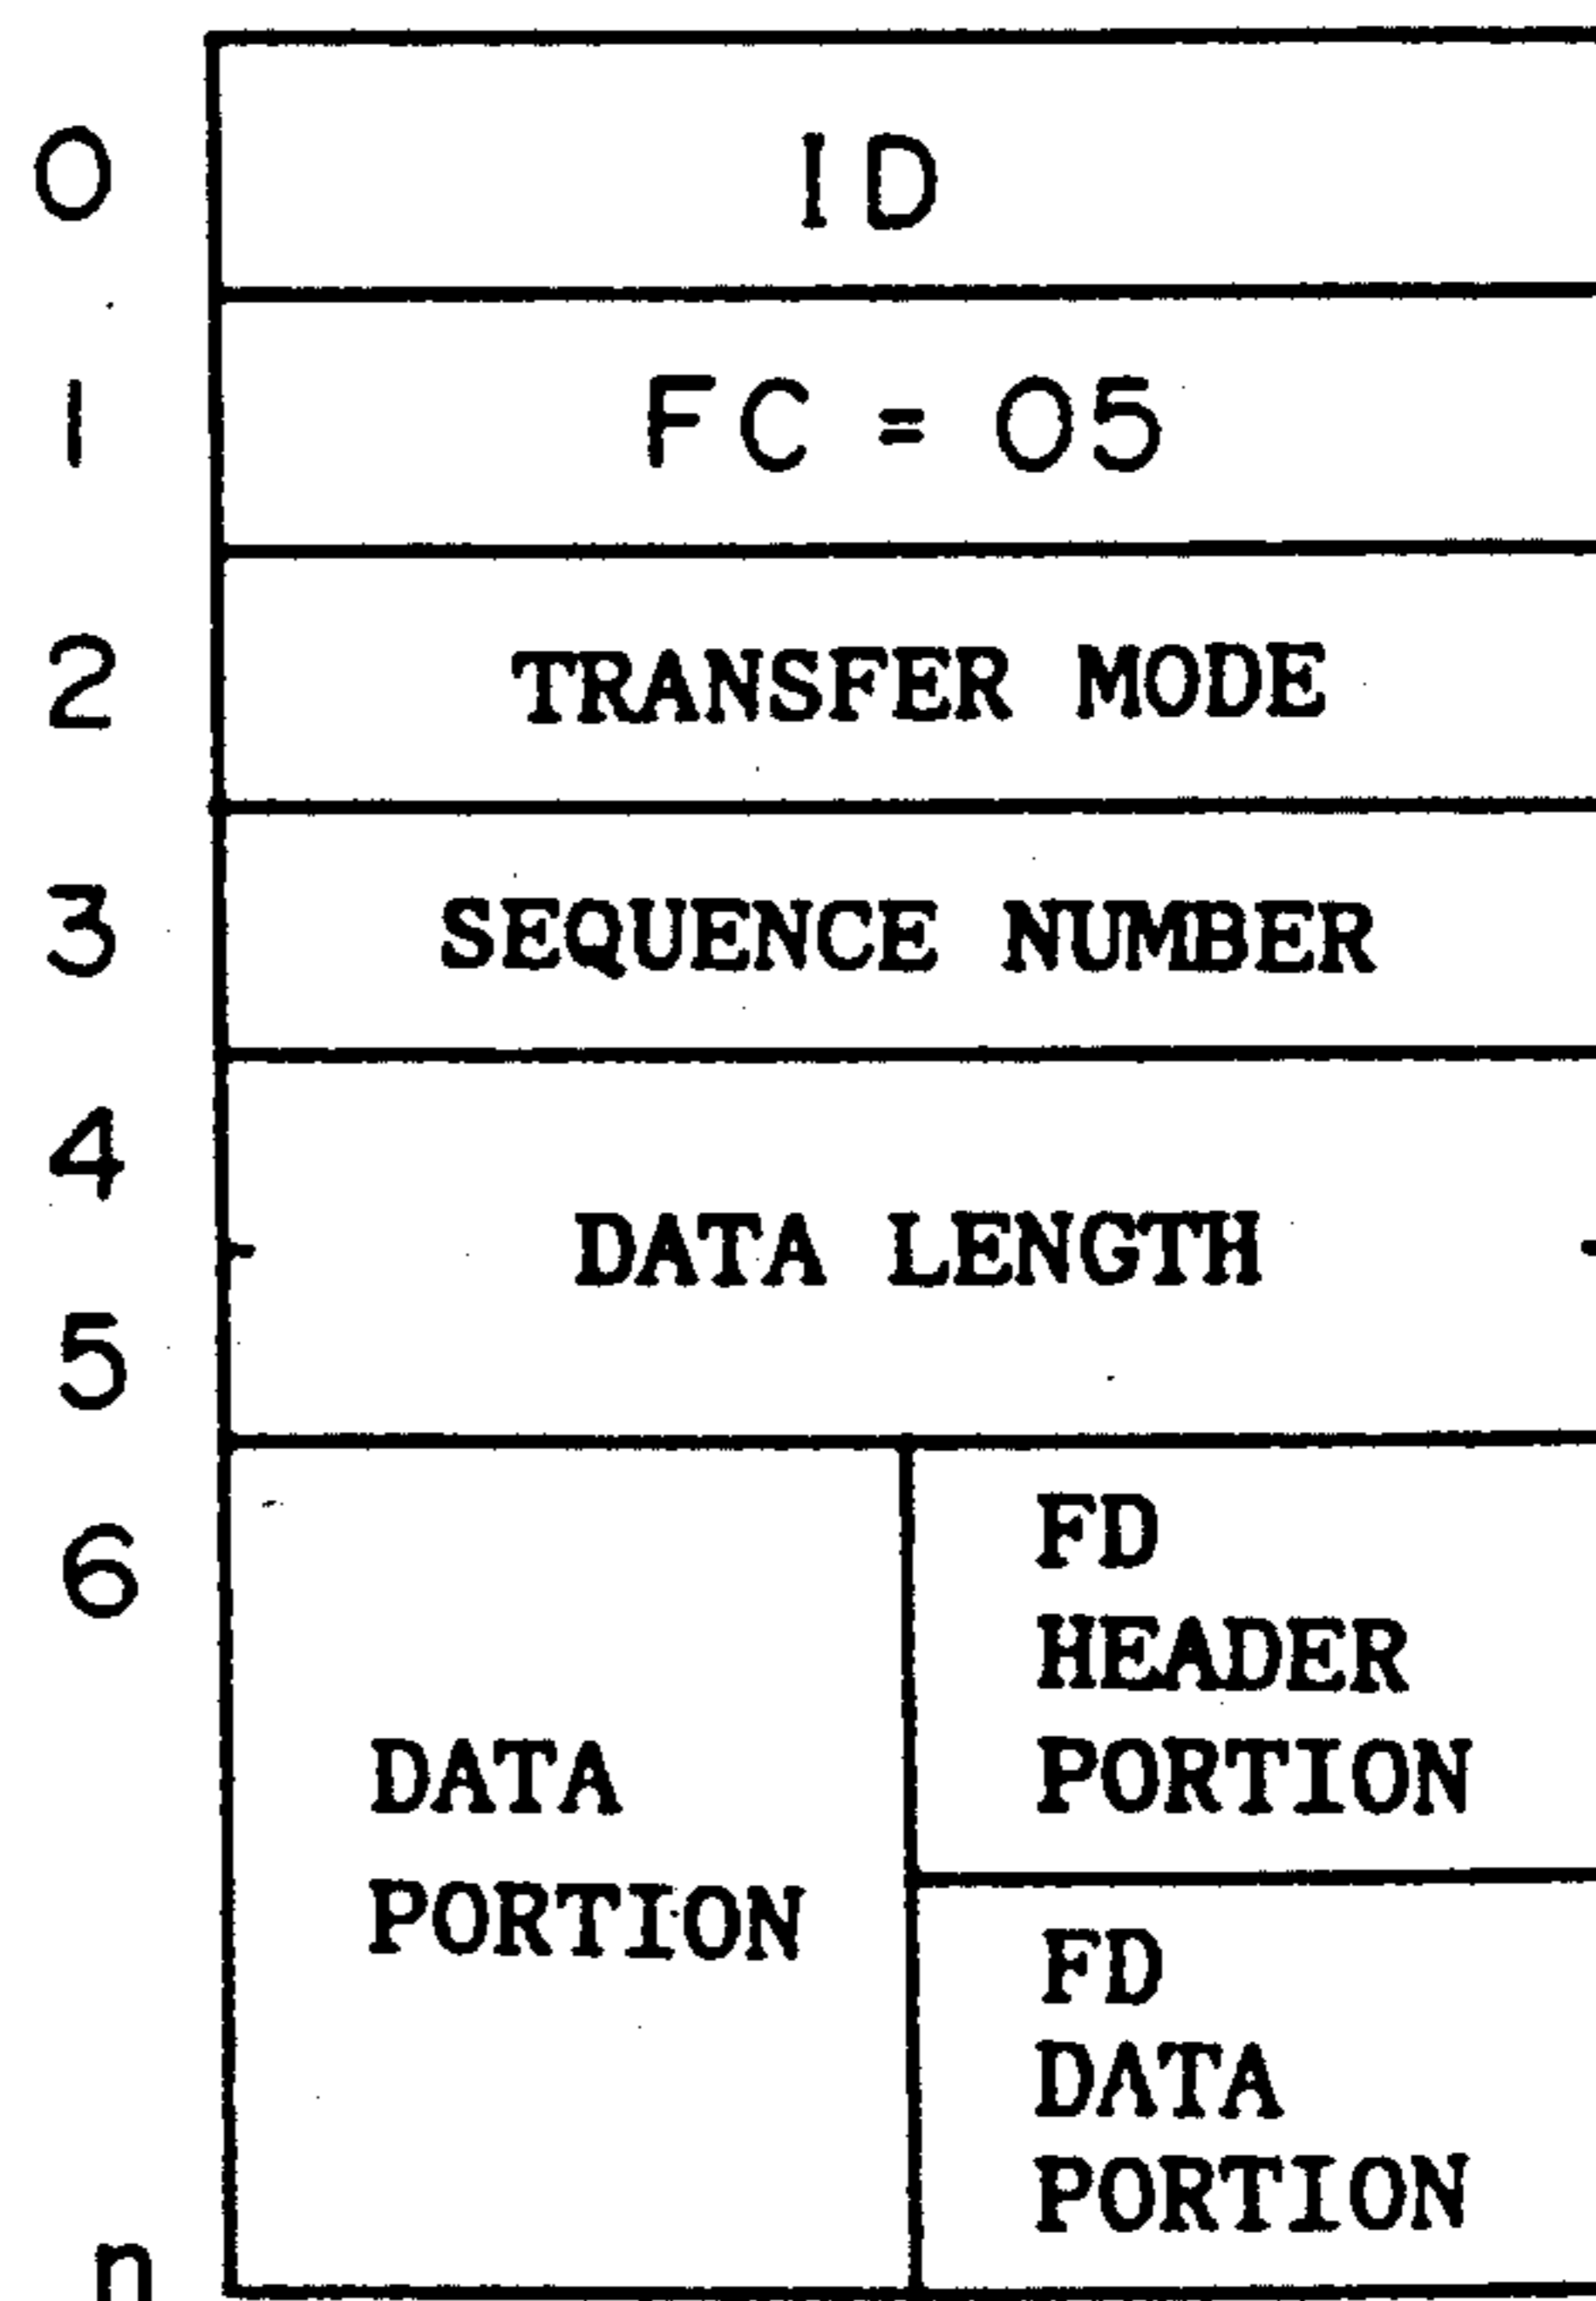 0 ID
1 FC = 05
2 TRANSFER MODE
3 SEQUENCE NUMBER
4
DATA LENGTH
5
6
FD
HEADER
PORTION
DATA
PORTION
FD
DATA
PORTION
n